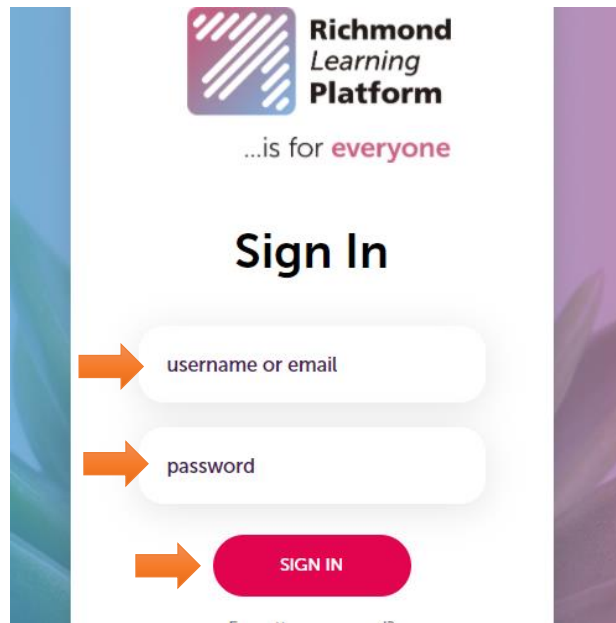 Richmond
Learning
Platform
...is for everyone
Sign In
username or email
password
SIGN IN